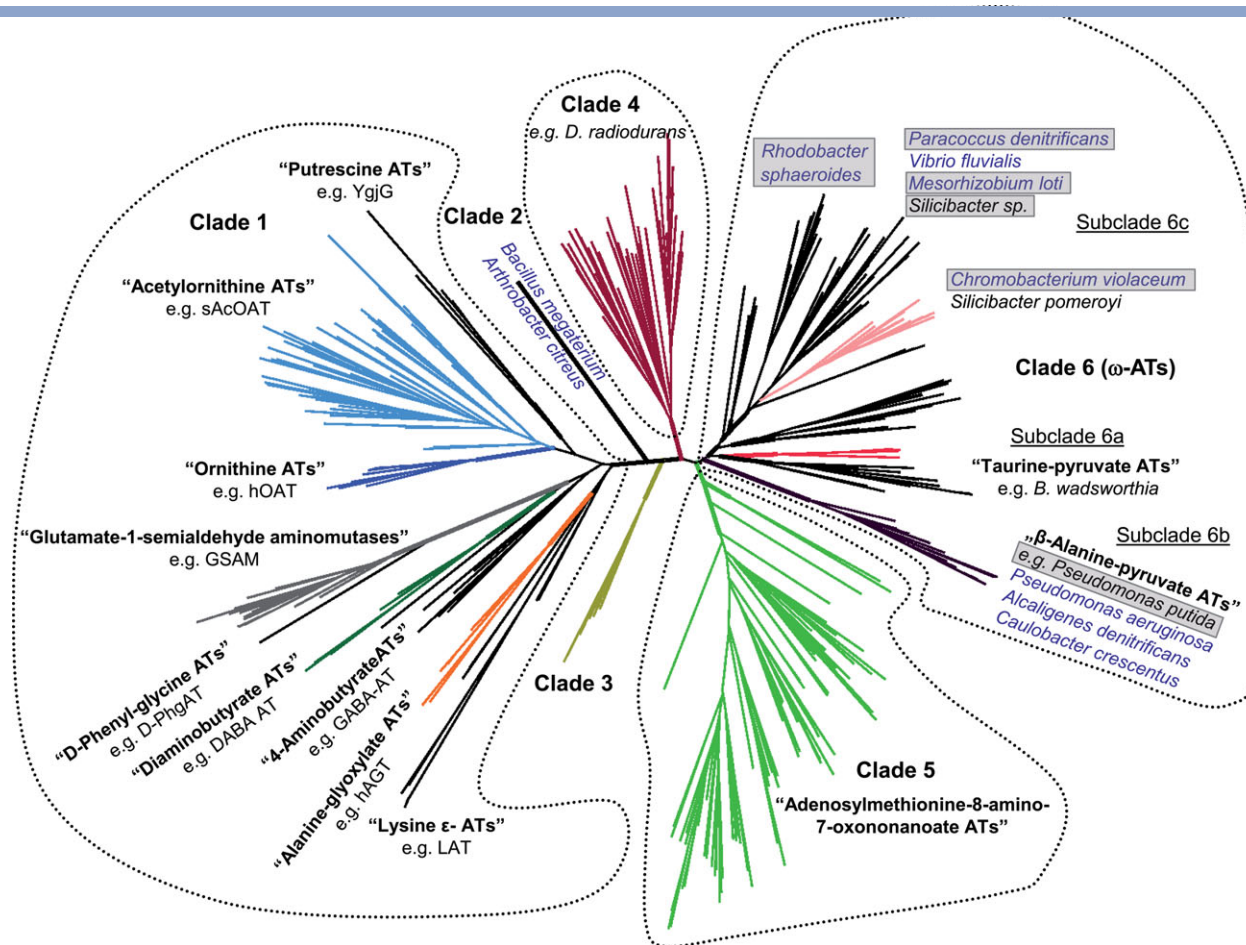 Clade 4
e.g. D. radiodurans
“Putrescine ATs”
e.g. YgjG
Clade 1
Clade 2
“Acetylornithine ATs”
e.g. sAcOAT
Bacillus megaterium
Arthrobacter citreus
“Ornithine ATs”
e.g. hOAT
“Glutamate-1-semialdehyde aminomutases”
e.g. GSAM
“D-Phenyl-glycine ATs”
e.g. D-PhgAT
“Diaminobutyrate ATs”
e.g. DABA AT
“4-AminobutyrateATs”
e.g. GABA-AT
“Alanine-glyoxylate ATs”
e.g. hAGT
“Lysine ε- ATs”
e.g. LAT
Clade 3
Rhodobacter
sphaeroides
Paracoccus denitrificans
Vibrio fluvialis
Mesorhizobium loti
Silicibacter sp.
Subclade 6c
Chromobacterium violaceum
Silicibacter pomeroyi
Clade 6 (ω-ATs)
Subclade 6a
“Taurine-pyruvate ATs”
e.g. B. wadsworthia
Subclade 6b
„β-Alanine-pyruvate ATs”
e.g. Pseudomonas putida
Pseudomonas aeruginosa
Alcaligenes denitrificans
Caulobacter crescentus
Clade 5
“Adenosylmethionine-8-amino-
7-oxononanoate ATs”